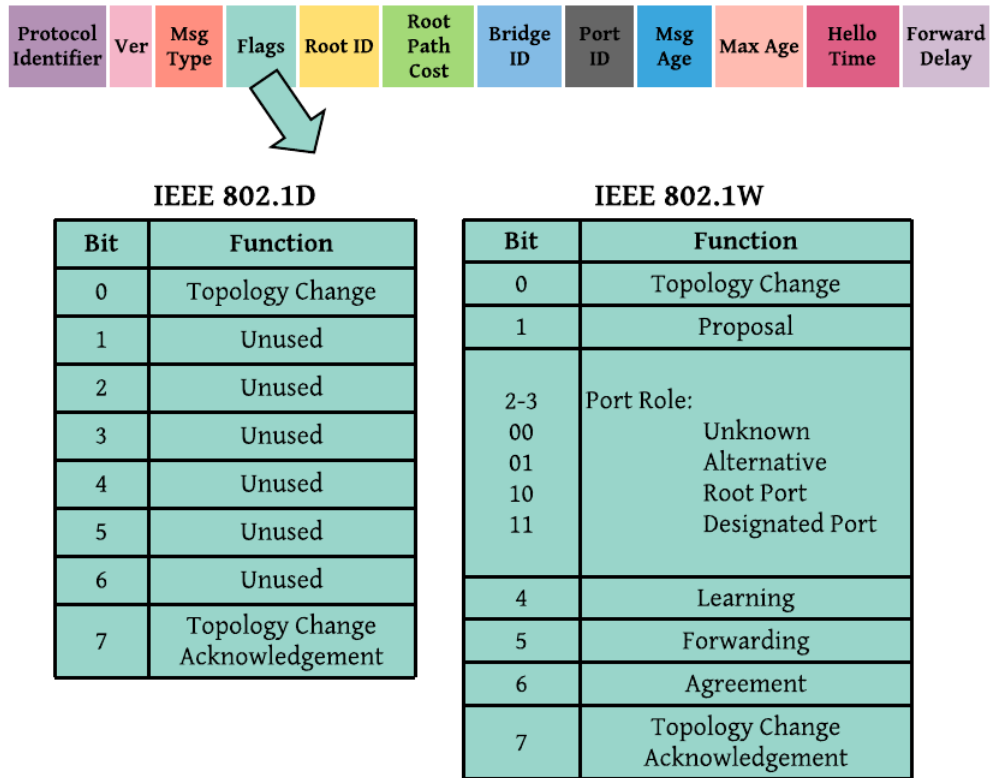 Protocol
Identifier
Ver
Msg
Type
Flags
Root ID
Root
Path
Cost
Bridge
ID
Port
ID
Msg
Age
Max Age
Hello
Time
Forward
Delay
IEEE 802.1D
Bit Function
0 Topology Change
1 Unused
2 Unused
3 Unused
4 Unused
5 Unused
6 Unused
7 Topology Change
Acknowledgement
IEEE 802.1W
Bit Function
0 Topology Change
1 Proposal
2-3 Port Role:
00 Unknown
01 Alternative
10 Root Port
11 Designated Port
4 Learning
5 Forwarding
6 Agreement
7 Topology Change
Acknowledgement